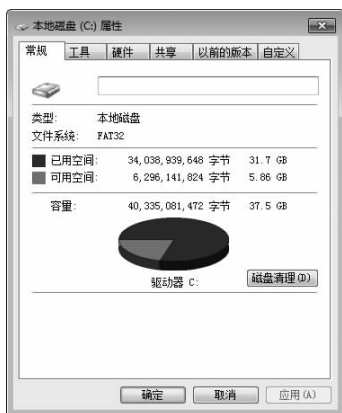 本地磁盘 (C:) 属性
常规 工具 硬件 共享 以前的版本 自定义
类型: 本地磁盘
文件系统: FAT32
已用空间: 34,038,939,648 字节 31.7 GB
可用空间: 6,296,141,824 字节 5.86 GB
容量: 40,335,081,472 字节 37.5 GB
驱动器 C:
磁盘清理(D)
确定 取消 应用(A)